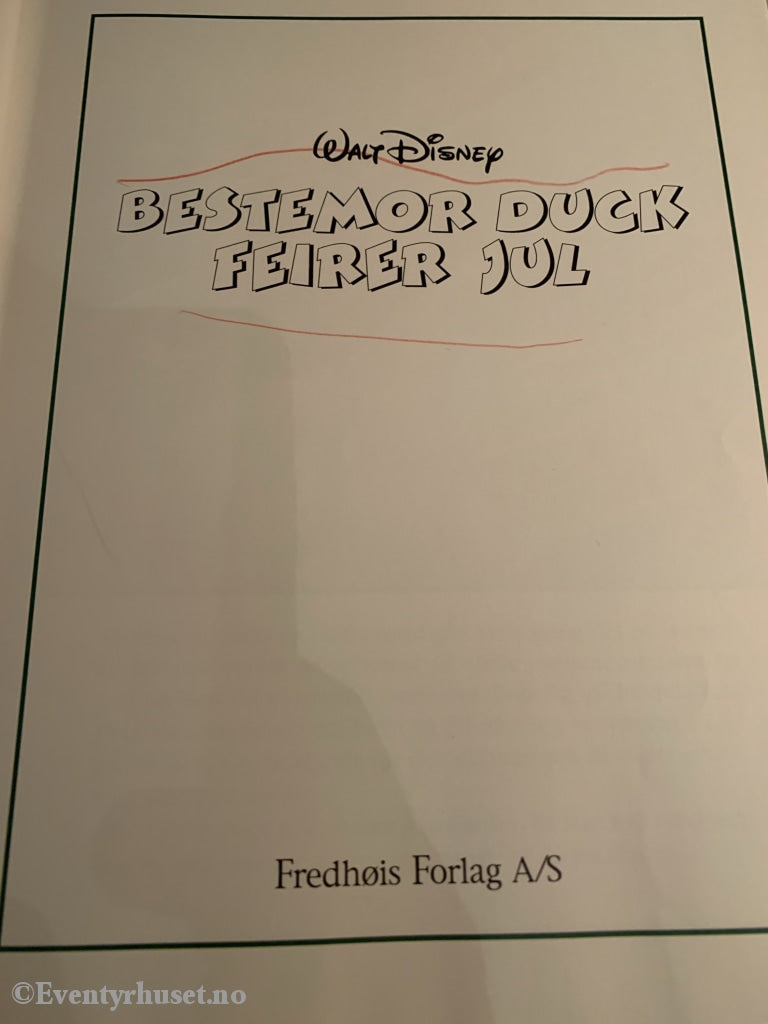 Walt Disney
BESTEMOR DUCK
FEIRER JUL
Fredhøis Forlag A/S
©Eventyrhuset.no